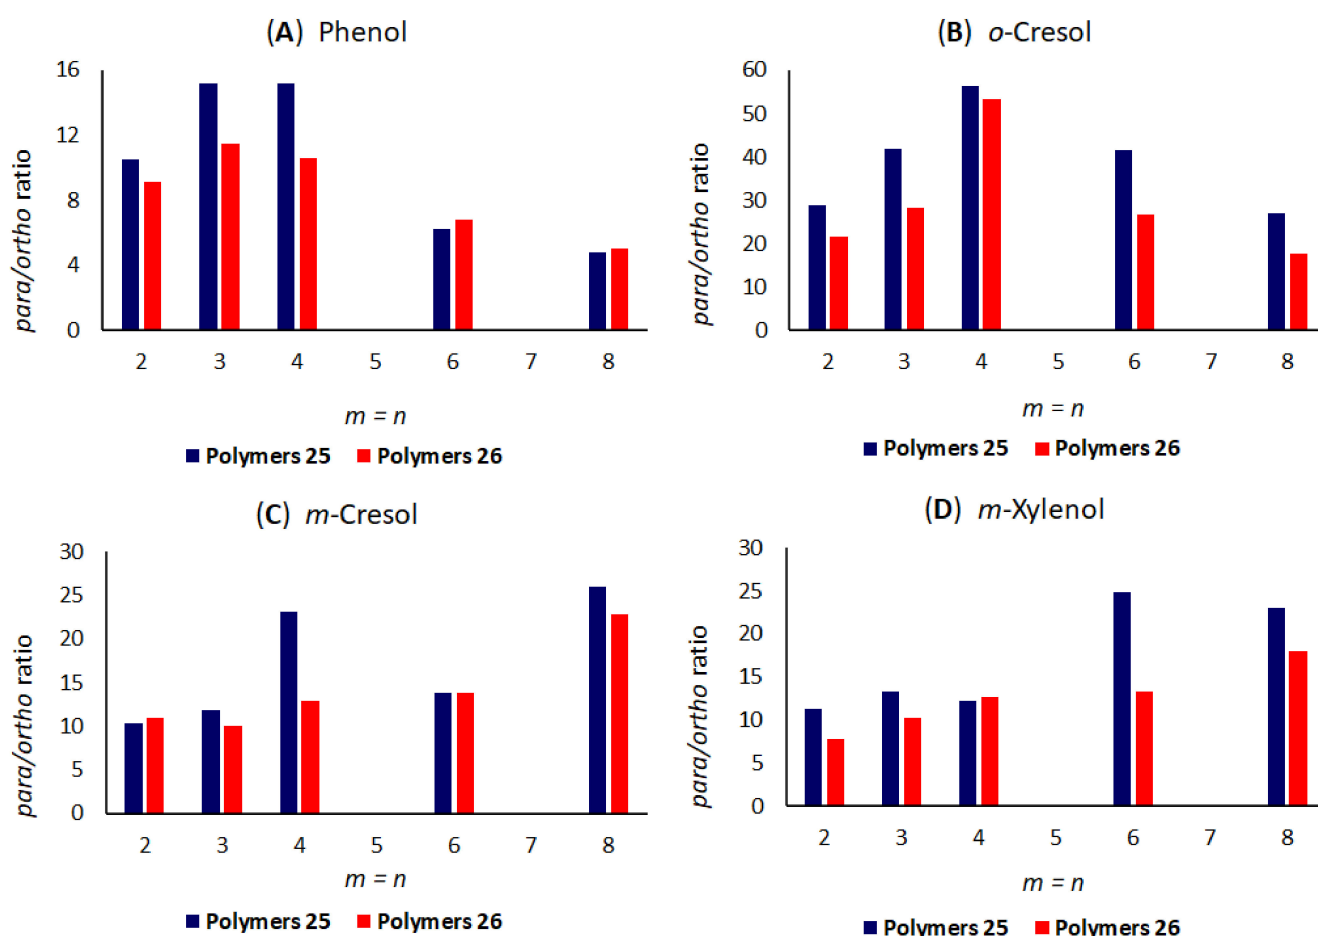 (A) Phenol
16
12
8
4
0
para/ortho ratio
2 3 4 5 6 7 8
m = n
Polymers 25 Polymers 26
(B) o-Cresol
60
50
40
30
20
10
0
para/ortho ratio
2 3 4 5 6 7 8
m = n
Polymers 25 Polymers 26
(C) m-Cresol
30
25
20
15
10
5
0
para/ortho ratio
2 3 4 5 6 7 8
m = n
Polymers 25 Polymers 26
(D) m-Xylenol
30
25
20
15
10
5
0
para/ortho ratio
2 3 4 5 6 7 8
m = n
Polymers 25 Polymers 26